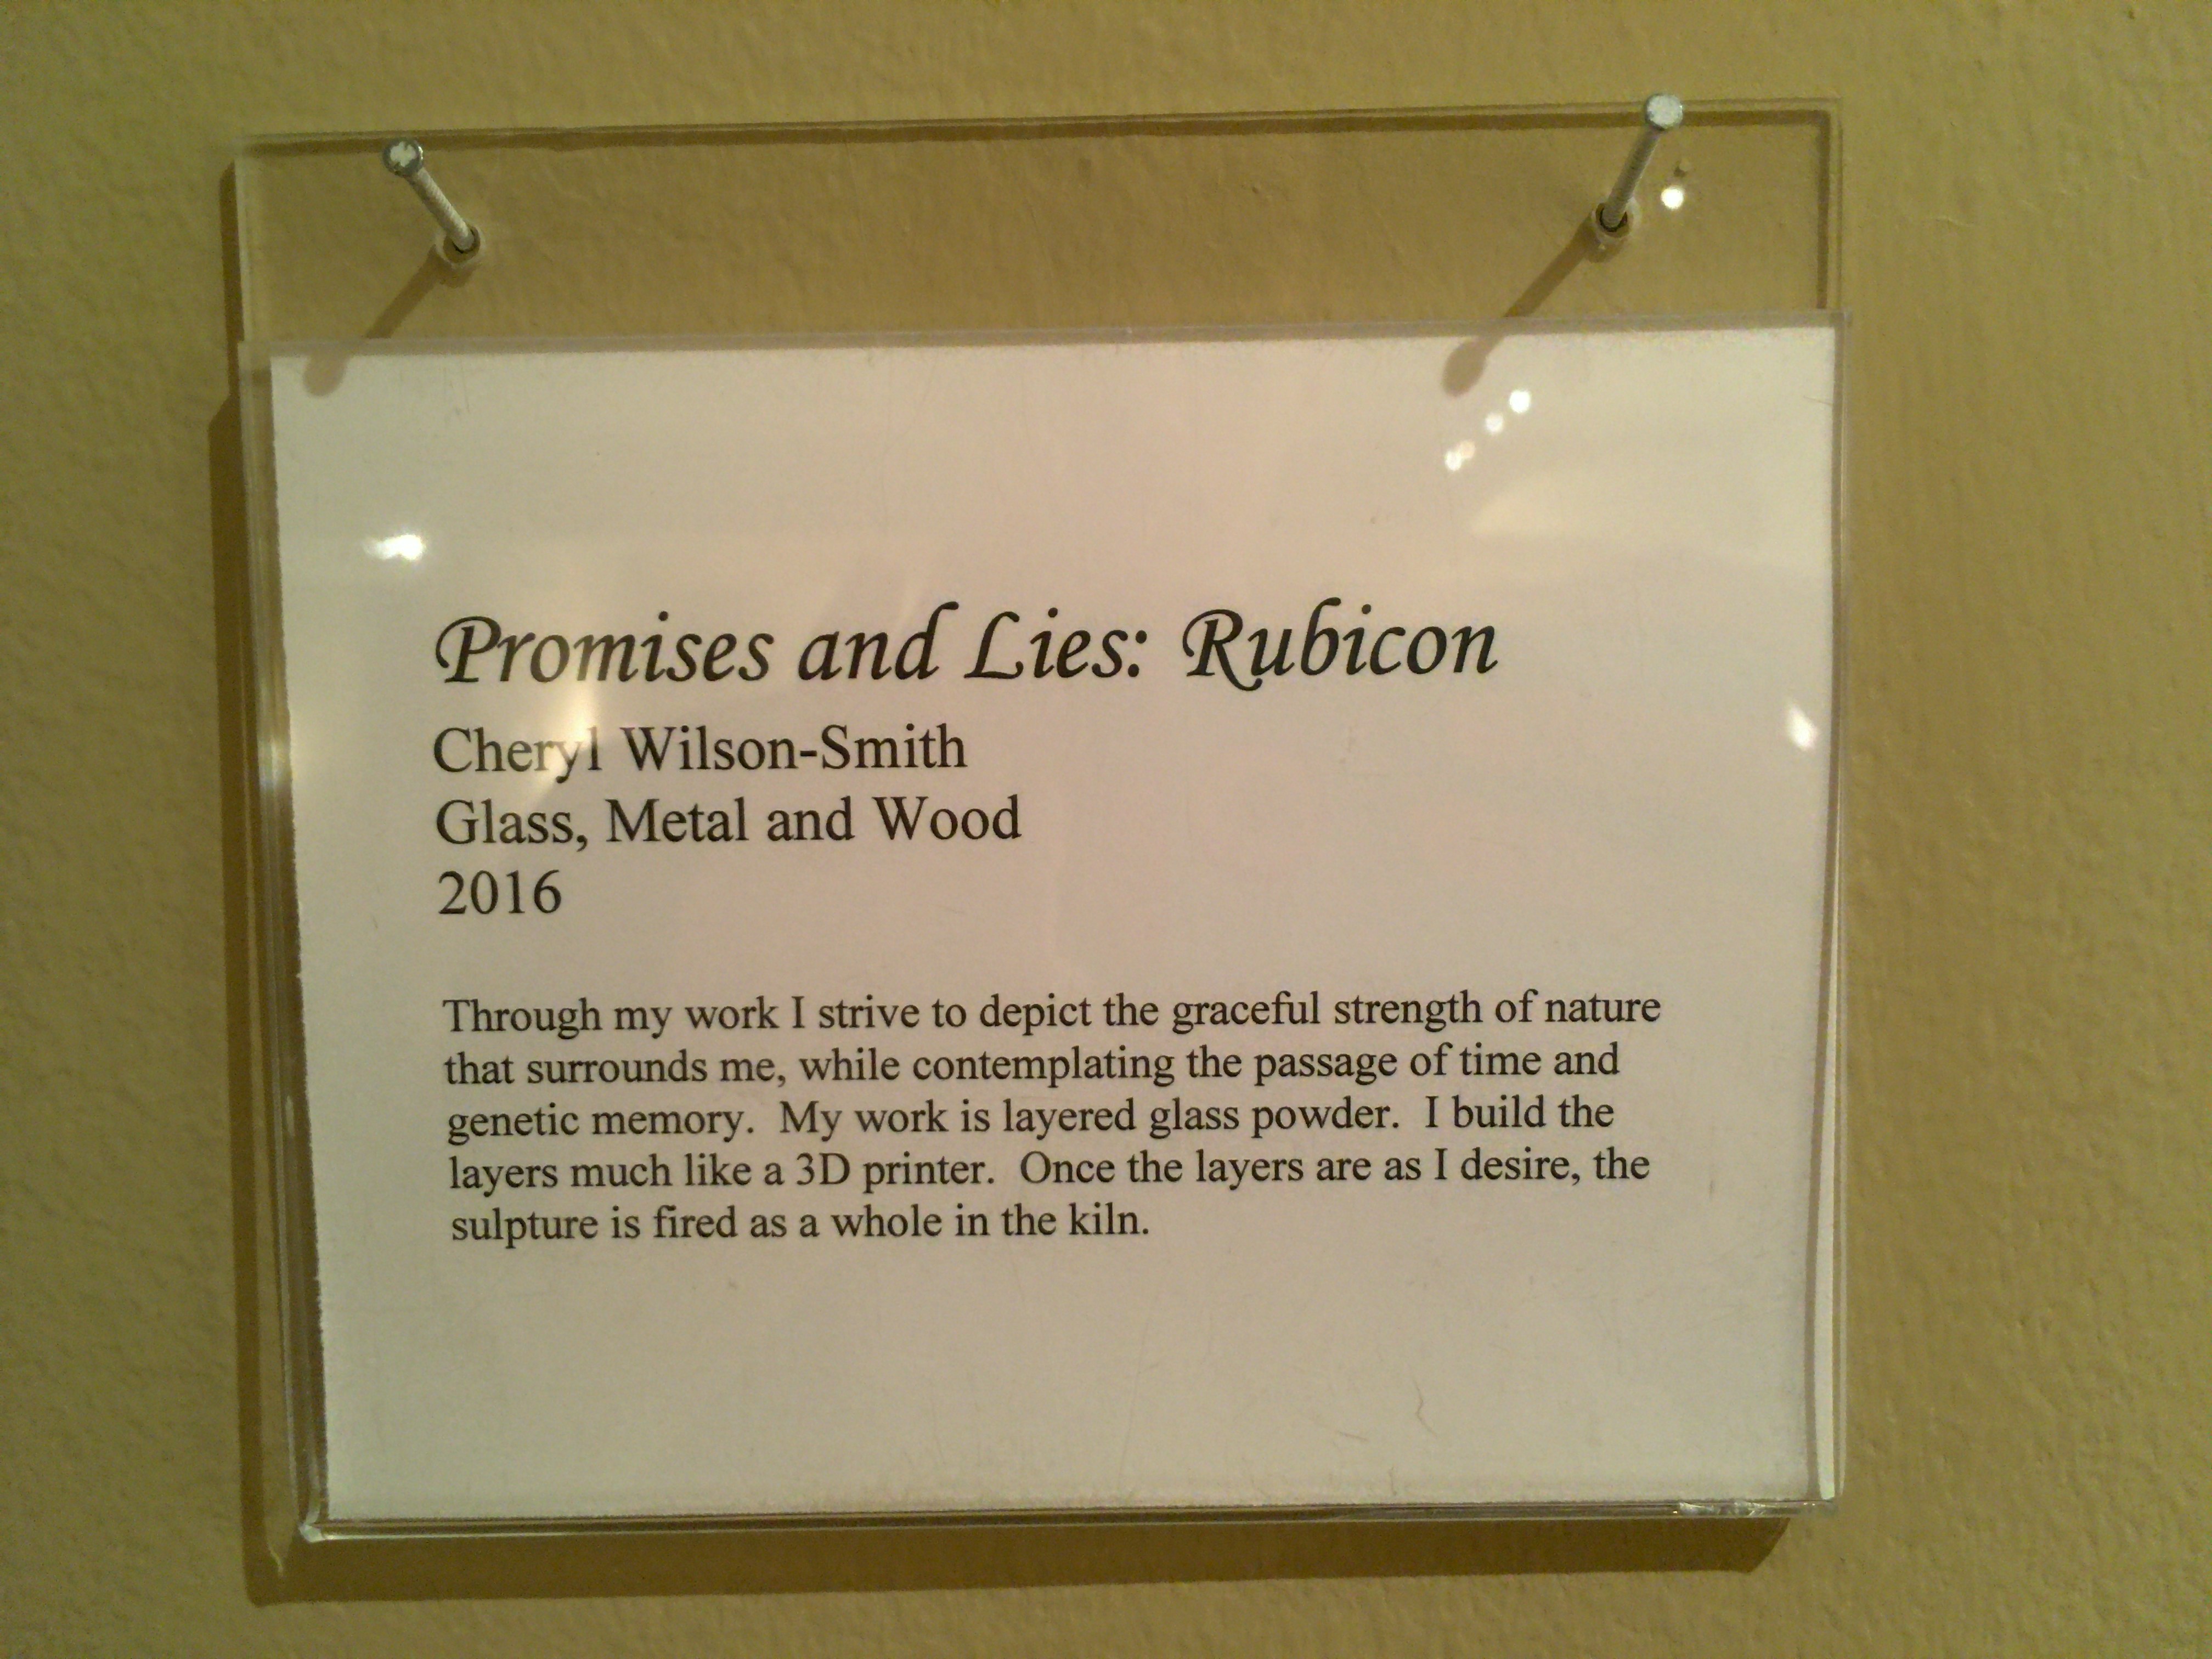 Promises and Lies: Rubicon
Cheryl Wilson-Smith
Glass, Metal and Wood
2016
Through my work I strive to depict the graceful strength of nature
that surrounds me, while contemplating the passage of time and
genetic memory.  My work is layered glass powder.  I build the
layers much like a 3D printer.  Once the layers are as I desire, the
sulpture is fired as a whole in the kiln.